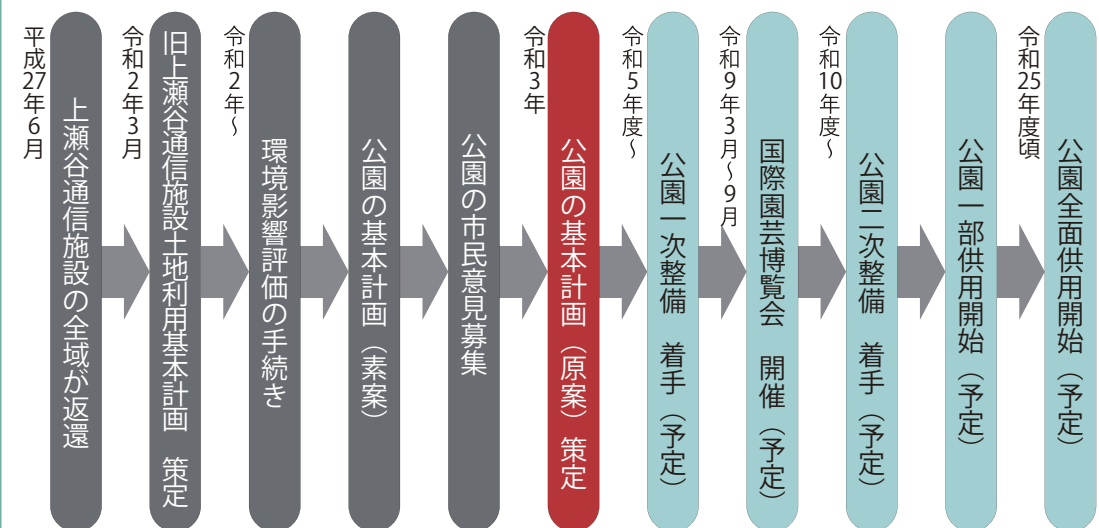 平成27年6月
上瀬谷通信施設の全域が返還
令和2年3月
旧上瀬谷通信施設土地利用基本計画　策定
令和2年～
環境影響評価の手続き
公園の基本計画（素案）
公園の市民意見募集
令和3年
公園の基本計画（原案）策定
令和5年度～
公園一次整備　着手（予定）
令和9年3月～9月
国際園芸博覧会　開催（予定）
令和10年度～
公園二次整備　着手（予定）
公園一部供用開始（予定）
令和25年度頃
公園全面供用開始（予定）